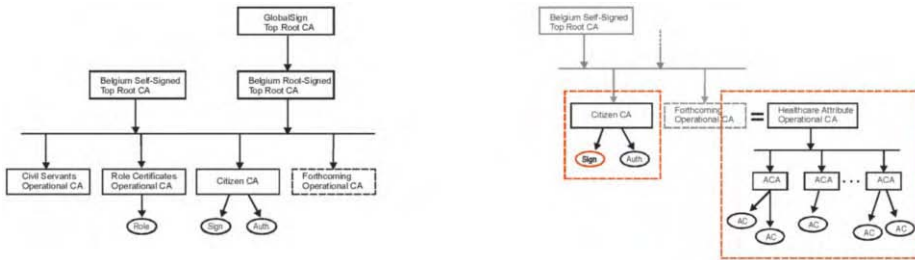 GlobalSign
Top Root CA
Belgium Self-Signed
Top Root CA
Belgium Root-Signed
Top Root CA
Civil Servants
Operational CA
Role Certificates
Operational CA
Citizen CA
Forthcoming
Operational CA
Role
Sign
Auth
Belgium Self-Signed
Top Root CA
Citizen CA
Forthcoming
Operational CA
=
Healthcare Attribute
Operational CA
Sign
Auth
ACA
ACA
...
ACA
AC
AC
AC
AC
AC